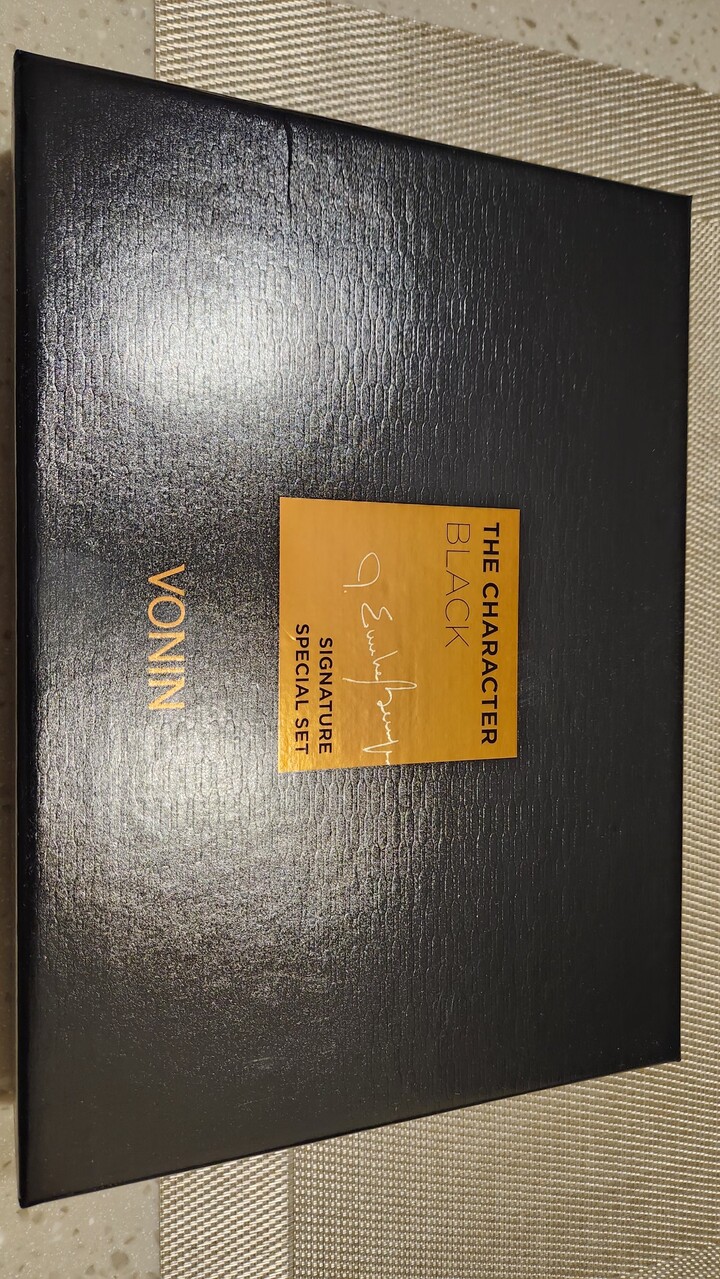 THE CHARACTER
BLACK
SIGNATURE
SPECIAL SET
VONIN